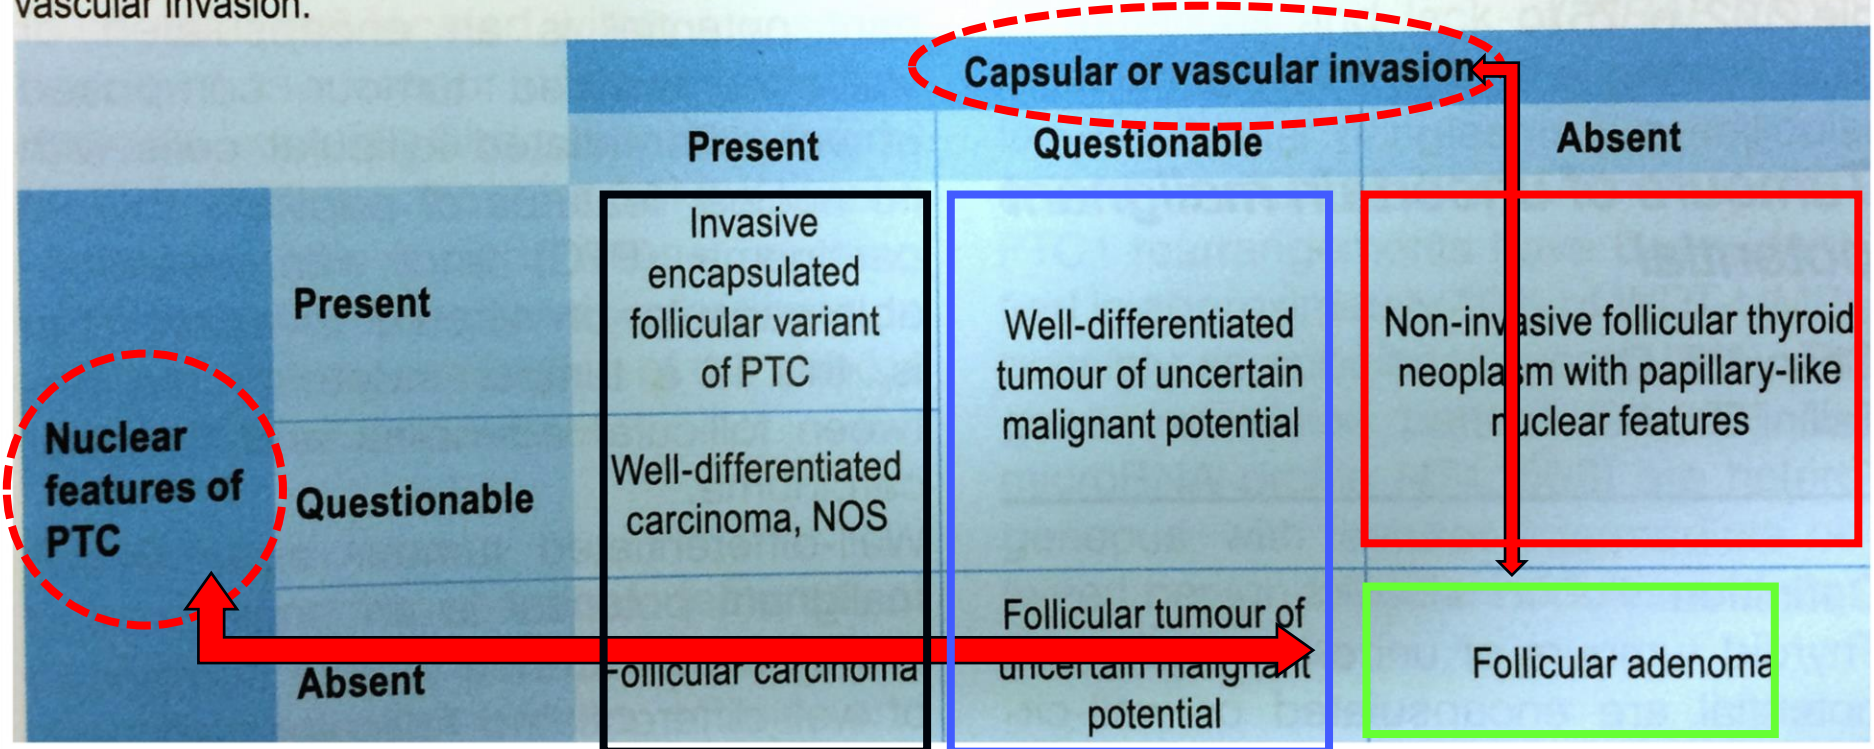 vascular invasion.
Capsular or vascular invasion
Present
Questionable
Absent
Nuclear
features of
PTC
Present
Invasive
encapsulated
follicular variant
of PTC
Well-differentiated
tumour of uncertain
malignant potential
Non-invasive follicular thyroid
neoplasm with papillary-like
nuclear features
Questionable
Well-differentiated
carcinoma, NOS
Absent
Follicular carcinoma
Follicular tumour of
uncertain malignant
potential
Follicular adenoma